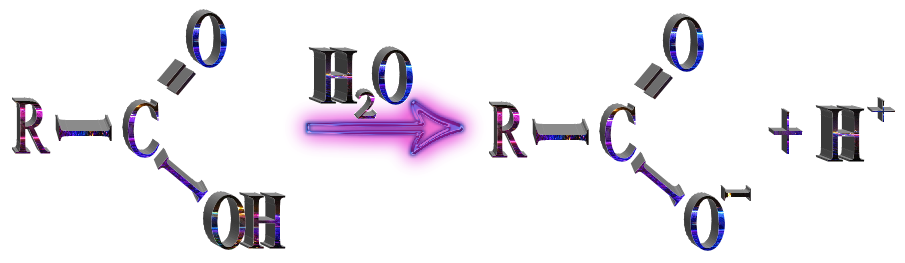 O H₂O O
R — C R — C + H⁺
OH O⁻